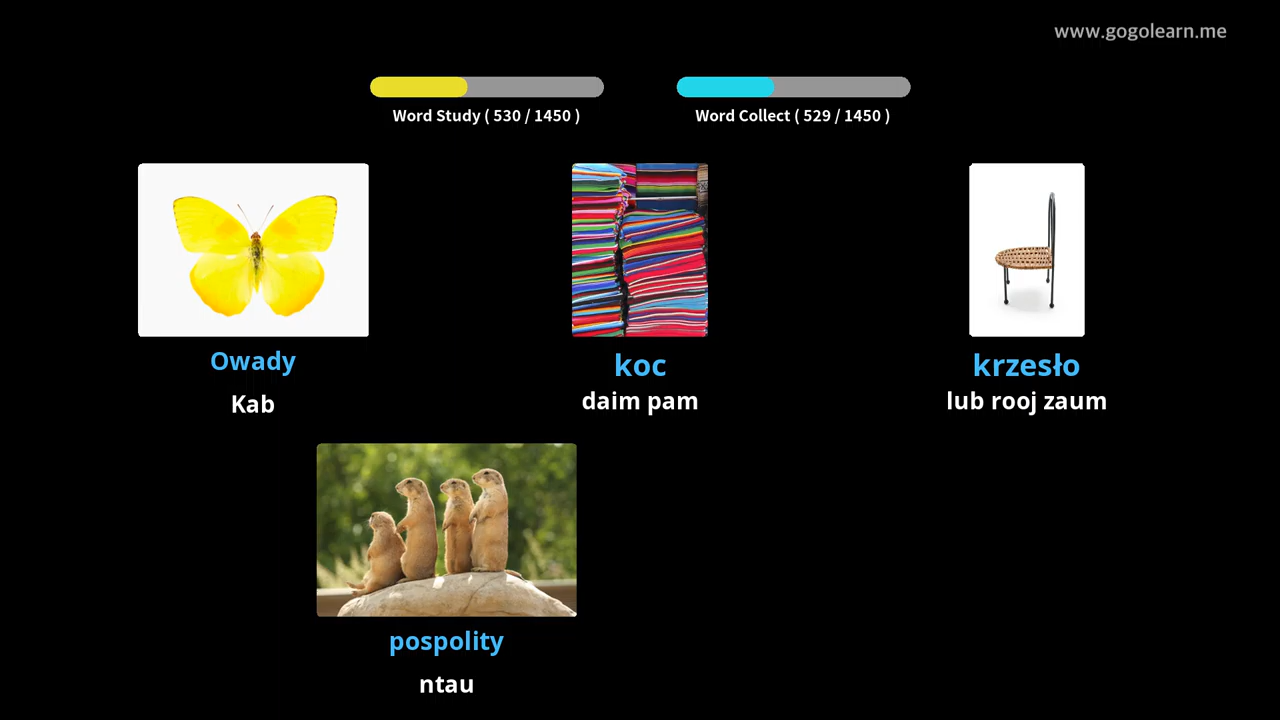 www.gogolearn.me
Word Study ( 530 / 1450 )
Word Collect ( 529 / 1450 )
Owady
Kab
koc
daim pam
krzesło
lub rooj zaum
pospolity
ntau